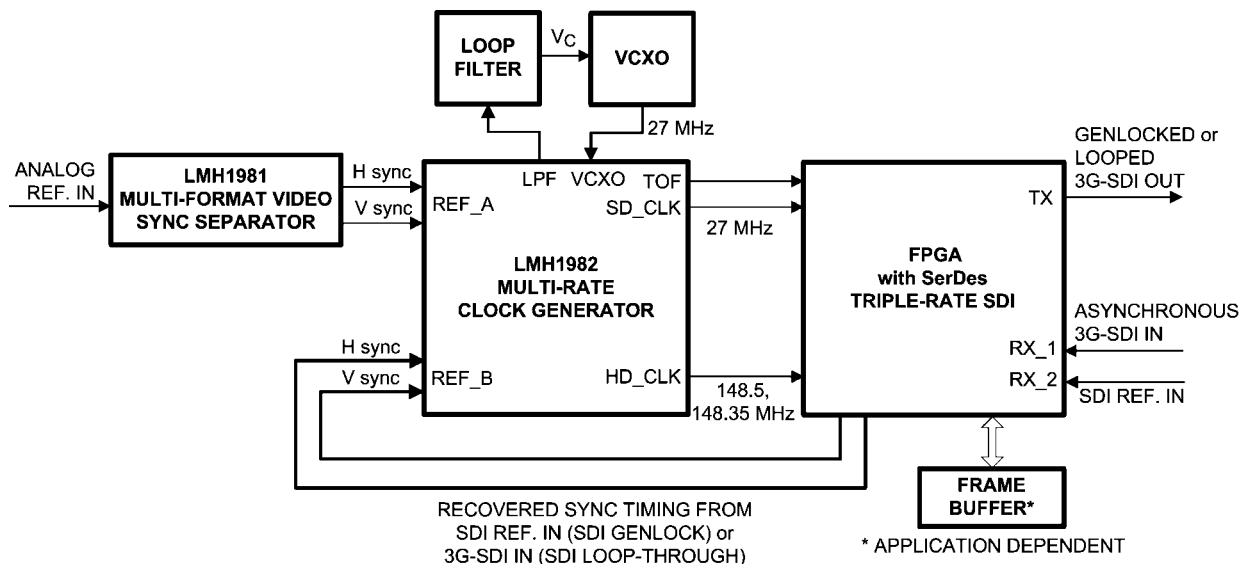 LOOP
FILTER
VC
VCXO
27 MHz
ANALOG
REF. IN
LMH1981
MULTI-FORMAT VIDEO
SYNC SEPARATOR
H sync
V sync
LPF VCXO
REF_A
TOF
SD_CLK
27 MHz
LMH1982
MULTI-RATE
CLOCK GENERATOR
H sync
V sync
REF_B
HD_CLK
148.5,
148.35 MHz
FPGA
with SerDes
TRIPLE-RATE SDI
TX
GENLOCKED or
LOOPED
3G-SDI OUT
RX_1
RX_2
ASYNCHRONOUS
3G-SDI IN
SDI REF. IN
FRAME
BUFFER*
* APPLICATION DEPENDENT
RECOVERED SYNC TIMING FROM
SDI REF. IN (SDI GENLOCK) or
3G-SDI IN (SDI LOOP-THROUGH)